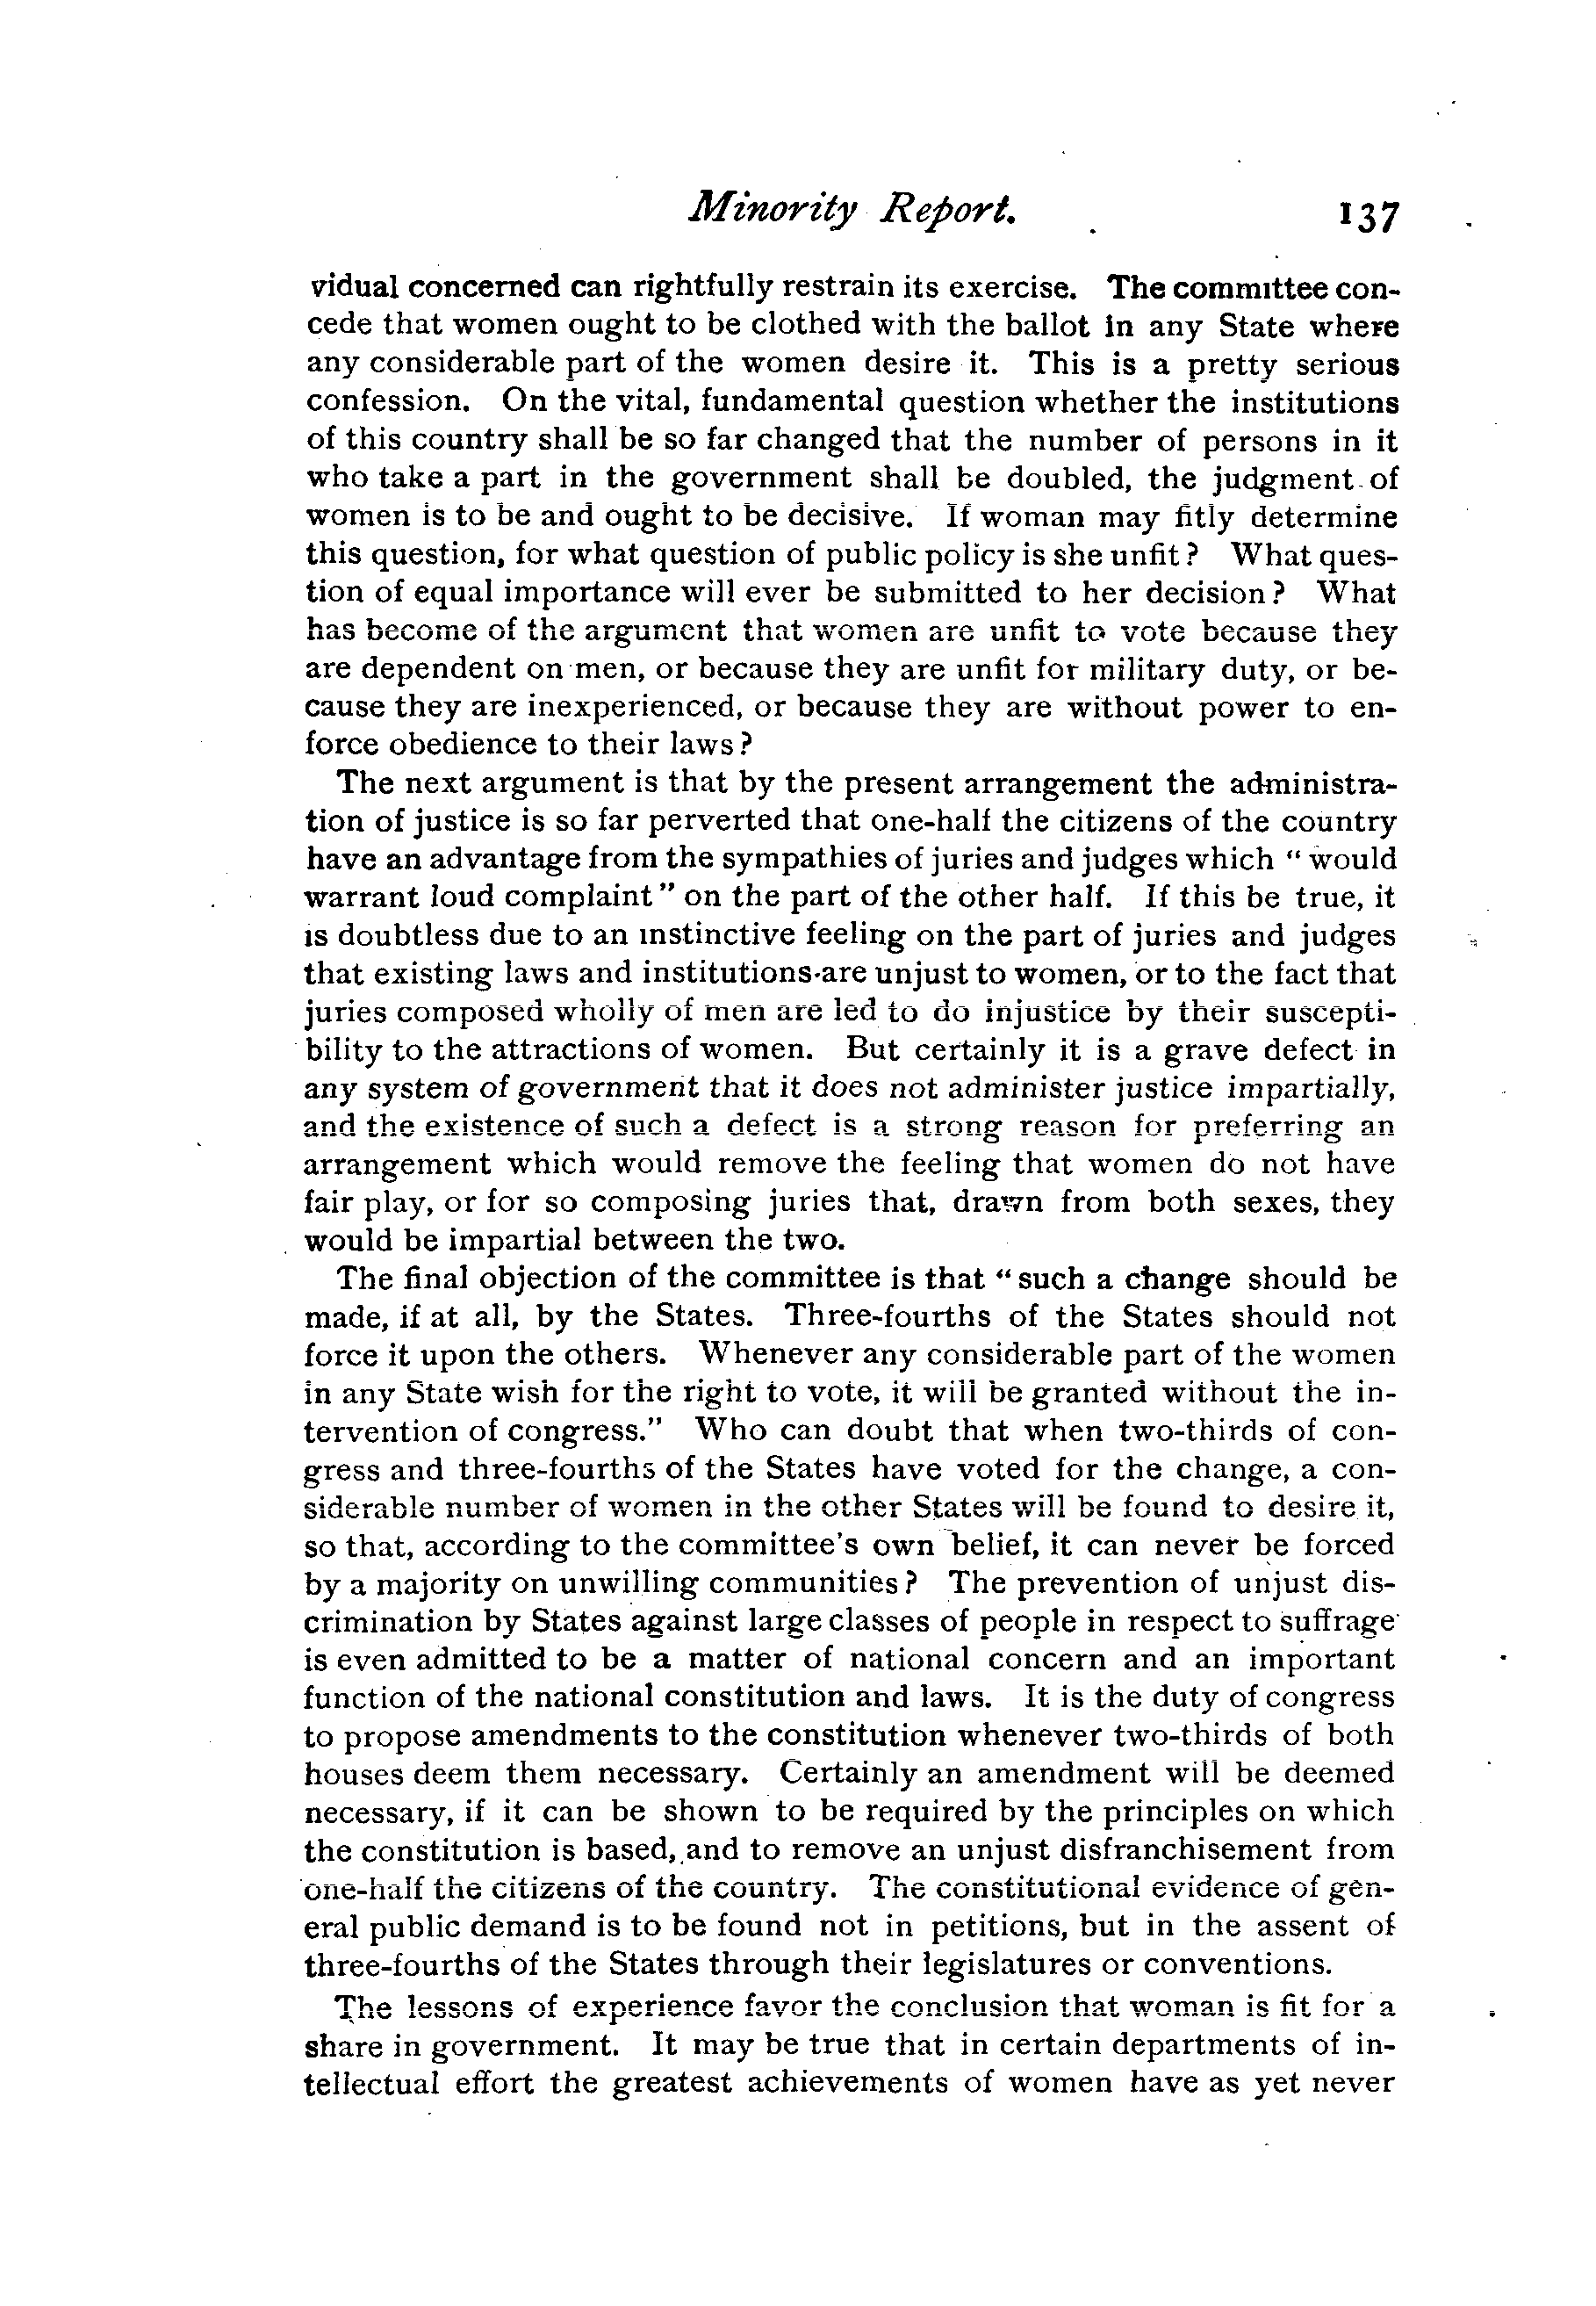 Minority Report. 137
vidual concerned can rightfully restrain its exercise. The committee con-
cede that women ought to be clothed with the ballot in any State where
any considerable part of the women desire it. This is a pretty serious
confession. On the vital, fundamental question whether the institutions
of this country shall be so far changed that the number of persons in it
who take a part in the government shall be doubled, the judgment of
women is to be and ought to be decisive. If woman may fitly determine
this question, for what question of public policy is she unfit? What ques-
tion of equal importance will ever be submitted to her decision? What
has become of the argument that women are unfit to vote because they
are dependent on men, or because they are unfit for military duty, or be-
cause they are inexperienced, or because they are without power to en-
force obedience to their laws?
The next argument is that by the present arrangement the administra-
tion of justice is so far perverted that one-half the citizens of the country
have an advantage from the sympathies of juries and judges which "would
warrant loud complaint" on the part of the other half. If this be true, it
is doubtless due to an instinctive feeling on the part of juries and judges
that existing laws and institutions are unjust to women, or to the fact that
juries composed wholly of men are led to do injustice by their suscepti-
bility to the attractions of women. But certainly it is a grave defect in
any system of government that it does not administer justice impartially,
and the existence of such a defect is a strong reason for preferring an
arrangement which would remove the feeling that women do not have
fair play, or for so composing juries that, drawn from both sexes, they
would be impartial between the two.
The final objection of the committee is that "such a change should be
made, if at all, by the States. Three-fourths of the States should not
force it upon the others. Whenever any considerable part of the women
in any State wish for the right to vote, it will be granted without the in-
tervention of congress." Who can doubt that when two-thirds of con-
gress and three-fourths of the States have voted for the change, a con-
siderable number of women in the other States will be found to desire it,
so that, according to the committee's own belief, it can never be forced
by a majority on unwilling communities? The prevention of unjust dis-
crimination by States against large classes of people in respect to suffrage
is even admitted to be a matter of national concern and an important
function of the national constitution and laws. It is the duty of congress
to propose amendments to the constitution whenever two-thirds of both
houses deem them necessary. Certainly an amendment will be deemed
necessary, if it can be shown to be required by the principles on which
the constitution is based, and to remove an unjust disfranchisement from
one-half the citizens of the country. The constitutional evidence of gen-
eral public demand is to be found not in petitions, but in the assent of
three-fourths of the States through their legislatures or conventions.
The lessons of experience favor the conclusion that woman is fit for a
share in government. It may be true that in certain departments of in-
tellectual effort the greatest achievements of women have as yet never